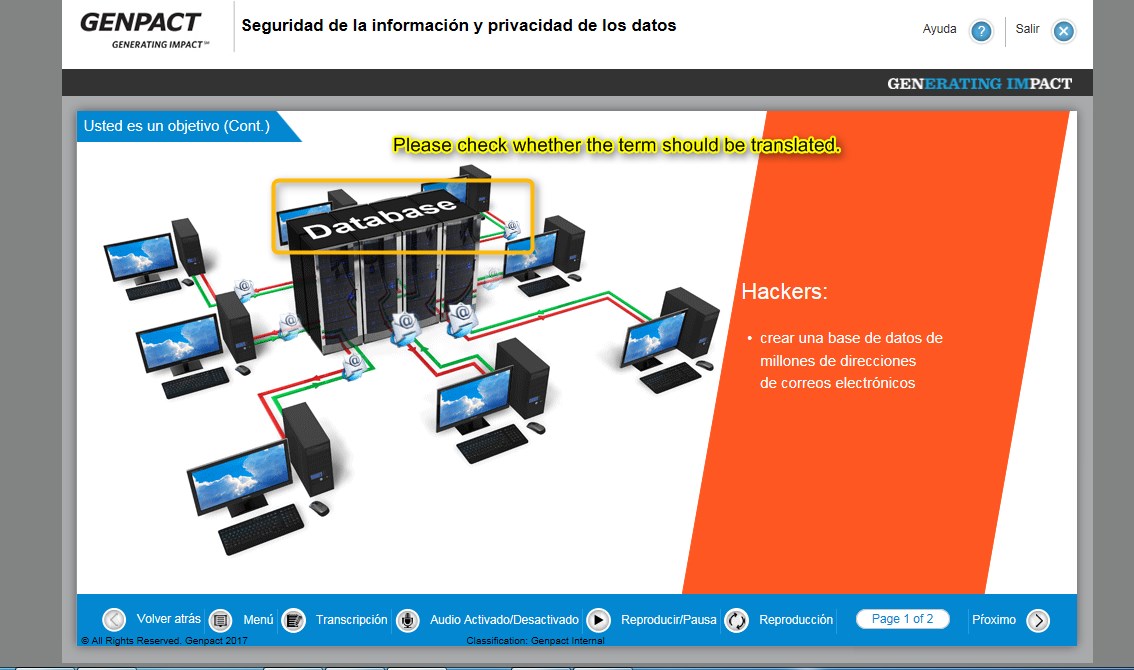 GENPACT
GENERATING IMPACT℠
Seguridad de la información y privacidad de los datos
Ayuda
?
Salir
GENERATING IMPACT
Usted es un objetivo (Cont.)
Please check whether the term should be translated.
Database
Hackers:
• crear una base de datos de
millones de direcciones
de correos electrónicos
Volver atrás
Menú
Transcripción
Audio Activado/Desactivado
Reproducir/Pausa
Reproducción
Page 1 of 2
Pŕoximo
© All Rights Reserved. Genpact 2017
Classification: Genpact Internal